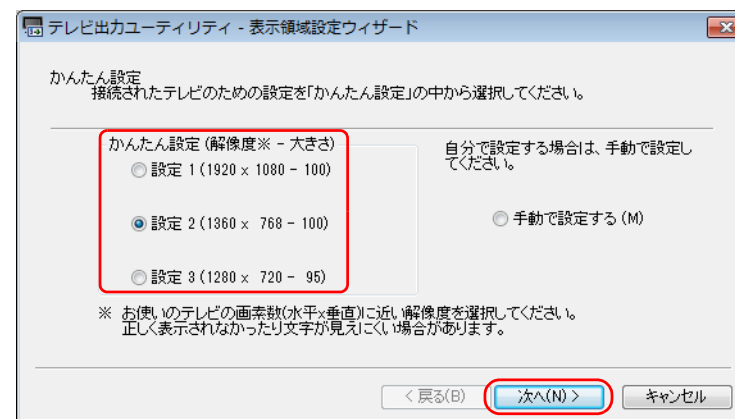 テレビ出力ユーティリティ - 表示領域設定ウィザード
かんたん設定
接続されたテレビのための設定を「かんたん設定」の中から選択してください。
かんたん設定 (解像度※ - 大きさ)
設定 1 (1920 x 1080 - 100)
設定 2 (1360 x 768 - 100)
設定 3 (1280 x 720 - 95)
自分で設定する場合は、手動で設定し
てください。
手動で設定する (M)
※ お使いのテレビの画素数(水平x垂直)に近い解像度を選択してください。
正しく表示されなかったり文字が見えにくい場合があります。
< 戻る(B)
次へ(N) >
キャンセル